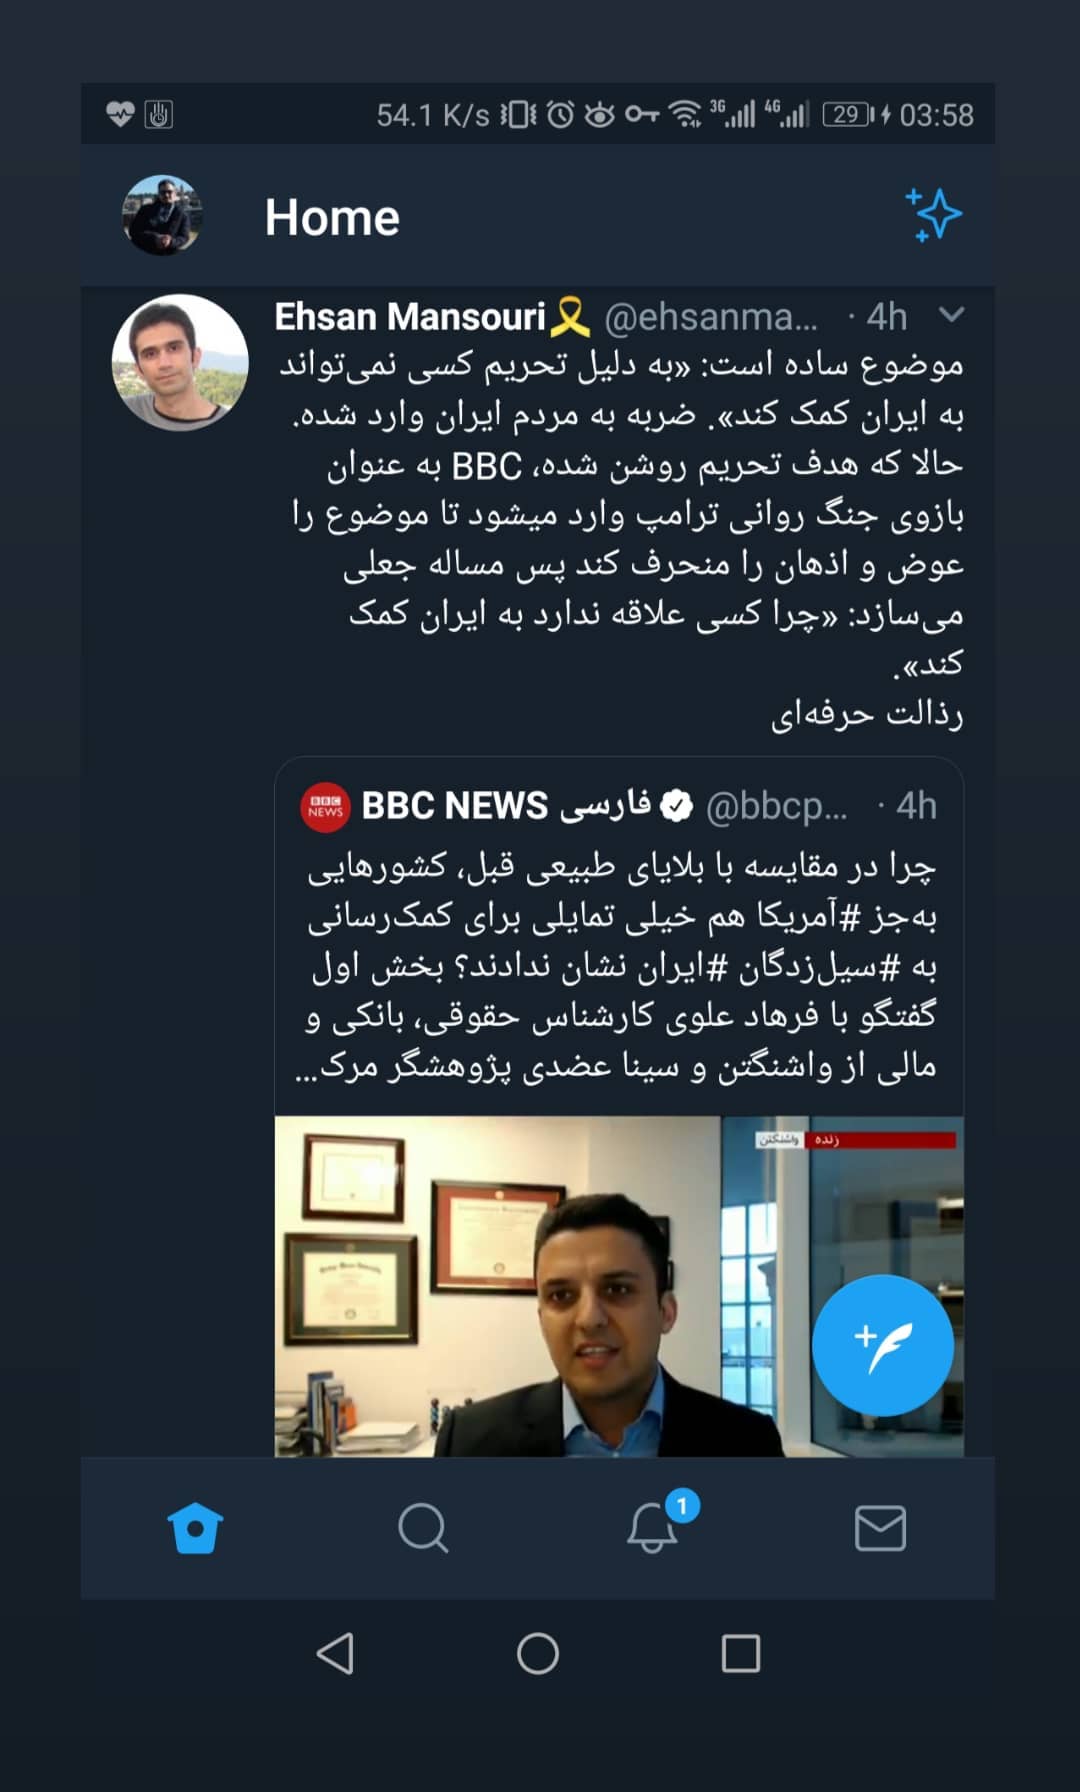 54.1 K/s 3G 4G 29 03:58
Home
Ehsan Mansouri🎗 @ehsanma... · 4h
موضوع ساده است: «به دلیل تحریم کسی نمی‌تواند
به ایران کمک کند». ضربه به مردم ایران وارد شده.
حالا که هدف تحریم روشن شده، BBC به عنوان
بازوی جنگ روانی ترامپ وارد میشود تا موضوع را
عوض و اذهان را منحرف کند پس مساله جعلی
می‌سازد: «چرا کسی علاقه ندارد به ایران کمک
کند».
رذالت حرفه‌ای
BBC NEWS
BBC NEWS فارسی @bbcp... · 4h
چرا در مقایسه با بلایای طبیعی قبل، کشورهایی
به‌جز #آمریکا هم خیلی تمایلی برای کمک‌رسانی
به #سیل‌زدگان #ایران نشان ندادند؟ بخش اول
گفتگو با فرهاد علوی کارشناس حقوقی، بانکی و
مالی از واشنگتن و سینا عضدی پژوهشگر مرک...
زنده واشنگتن
1